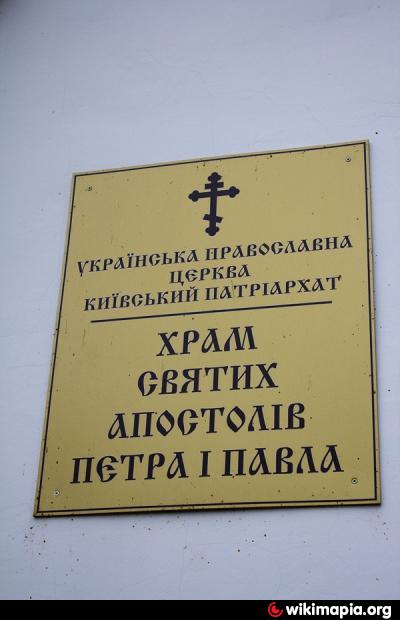 УКРАЇНСЬКА ПРАВОСЛАВНА
ЦЕРКВА
КИЇВСЬКИЙ ПАТРІАРХАТ
ХРАМ
СВЯТИХ
АПОСТОЛІВ
ПЕТРА І ПАВЛА
wikimapia.org